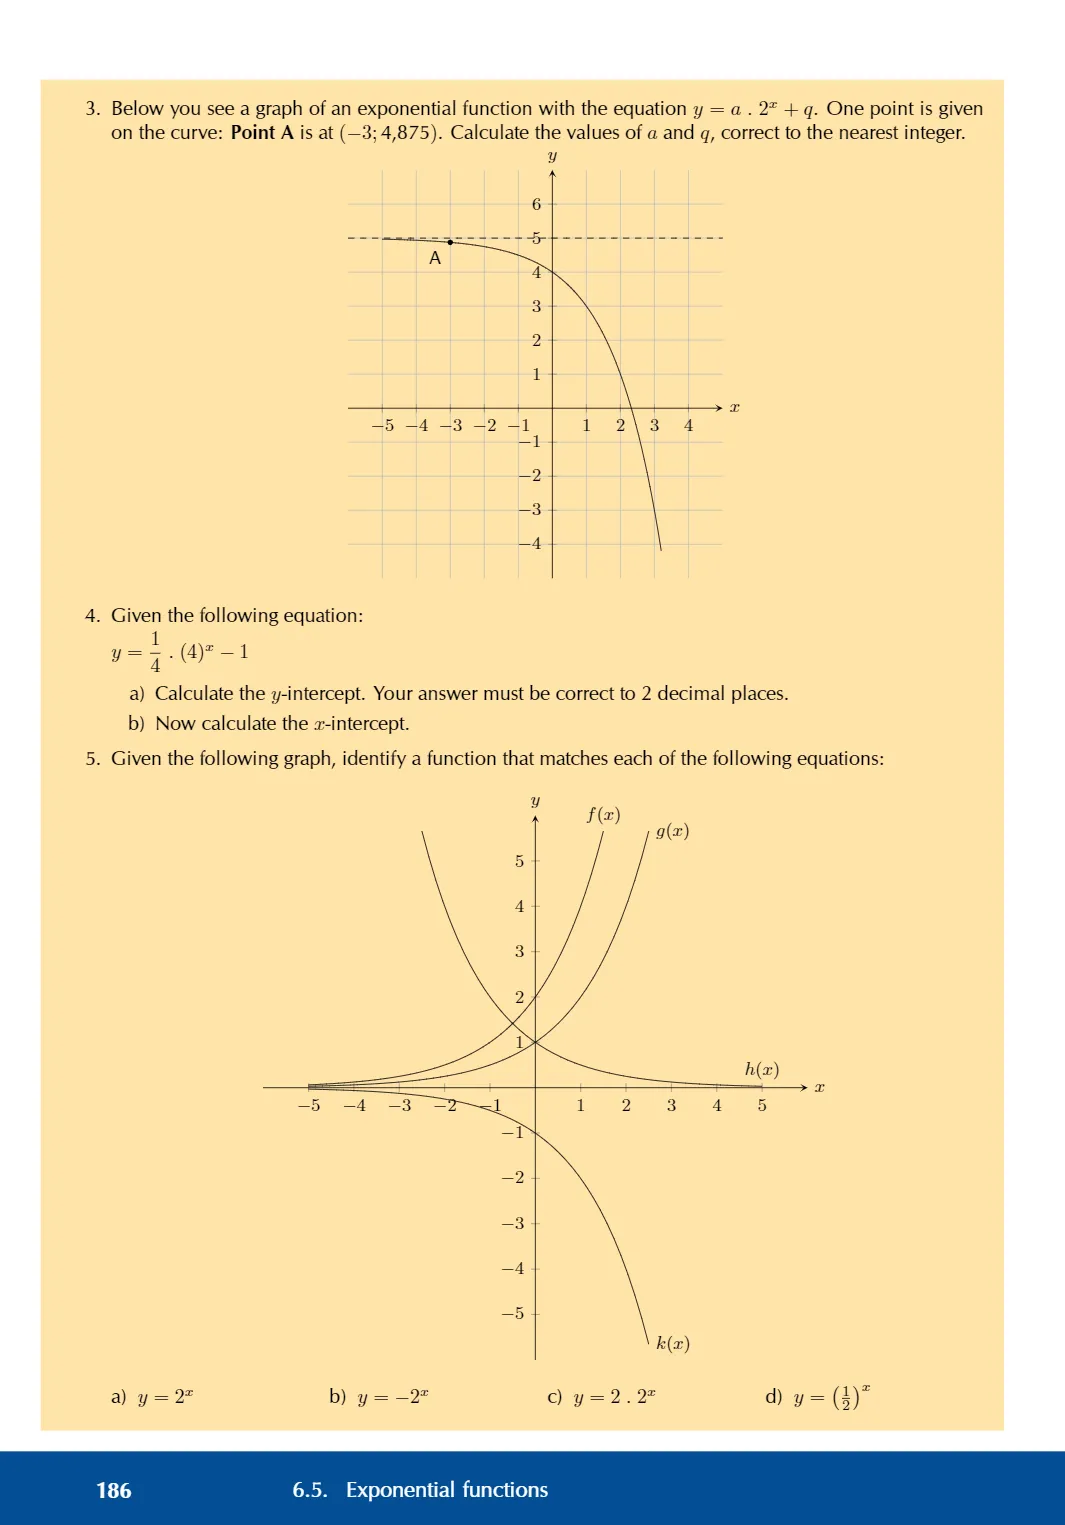 3. Below you see a graph of an exponential function with the equation y = a . 2^x + q. One point is given
on the curve: Point A is at (−3; 4,875). Calculate the values of a and q, correct to the nearest integer.
y
6
5
A
4
3
2
1
x
−5 −4 −3 −2 −1 1 2 3 4
−1
−2
−3
−4
4. Given the following equation:
y = 1/4 . (4)^x − 1
a) Calculate the y-intercept. Your answer must be correct to 2 decimal places.
b) Now calculate the x-intercept.
5. Given the following graph, identify a function that matches each of the following equations:
y
f(x)
g(x)
5
4
3
2
1
h(x)
x
−5 −4 −3 −2 −1 1 2 3 4 5
−1
−2
−3
−4
−5
k(x)
a) y = 2^x b) y = −2^x c) y = 2 . 2^x d) y = (1/2)^x
186 6.5. Exponential functions